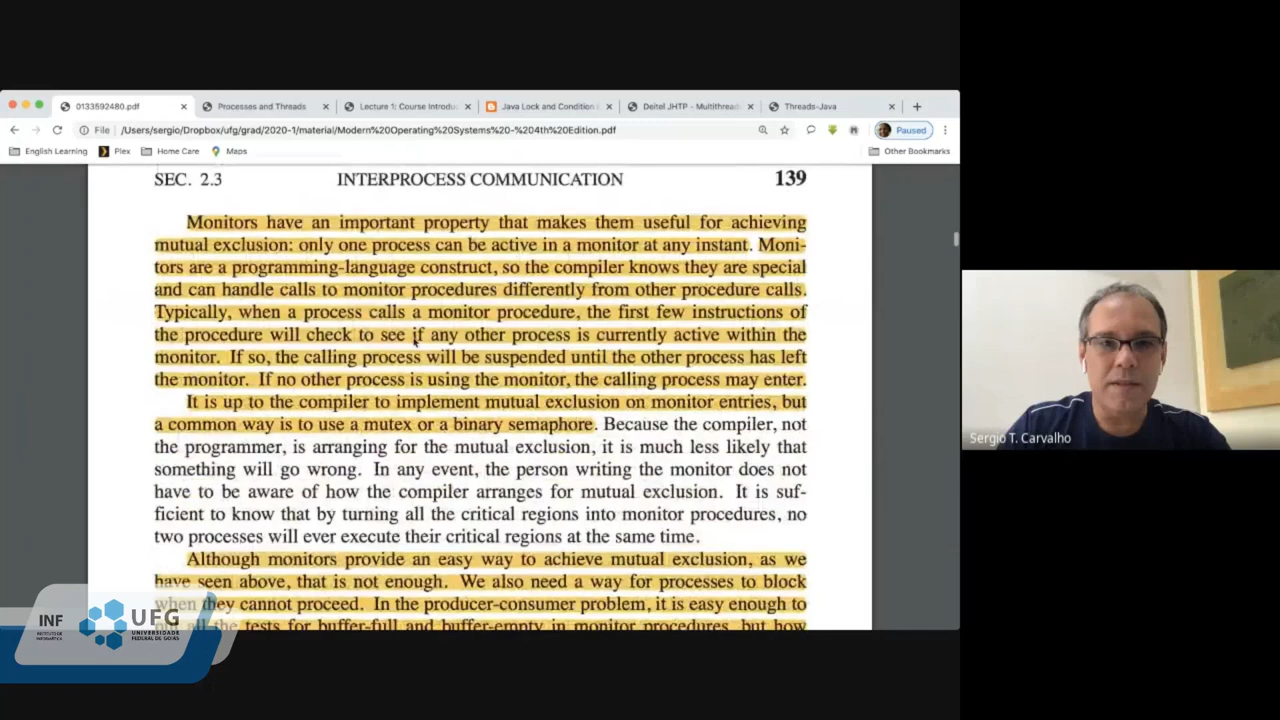 0133592480.pdf
Processes and Threads
Lecture 1: Course Introduc
Java Lock and Condition E
Deitel JHTP - Multithread
Threads-Java
File
/Users/sergio/Dropbox/ufg/grad/2020-1/material/Modern%20Operating%20Systems%20-%204th%20Edition.pdf
Paused
English Learning Plex Home Care Maps
Other Bookmarks
SEC. 2.3 INTERPROCESS COMMUNICATION 139
Monitors have an important property that makes them useful for achieving
mutual exclusion: only one process can be active in a monitor at any instant. Moni-
tors are a programming-language construct, so the compiler knows they are special
and can handle calls to monitor procedures differently from other procedure calls.
Typically, when a process calls a monitor procedure, the first few instructions of
the procedure will check to see if any other process is currently active within the
monitor. If so, the calling process will be suspended until the other process has left
the monitor. If no other process is using the monitor, the calling process may enter.
It is up to the compiler to implement mutual exclusion on monitor entries, but
a common way is to use a mutex or a binary semaphore. Because the compiler, not
the programmer, is arranging for the mutual exclusion, it is much less likely that
something will go wrong. In any event, the person writing the monitor does not
have to be aware of how the compiler arranges for mutual exclusion. It is suf-
ficient to know that by turning all the critical regions into monitor procedures, no
two processes will ever execute their critical regions at the same time.
Although monitors provide an easy way to achieve mutual exclusion, as we
have seen above, that is not enough. We also need a way for processes to block
when they cannot proceed. In the producer-consumer problem, it is easy enough to
all the tests for buffer-full and buffer-empty in monitor procedures, but how
Sergio T. Carvalho
INF
INSTITUTO DE
INFORMÁTICA
UFG
UNIVERSIDADE
FEDERAL DE GOIÁS